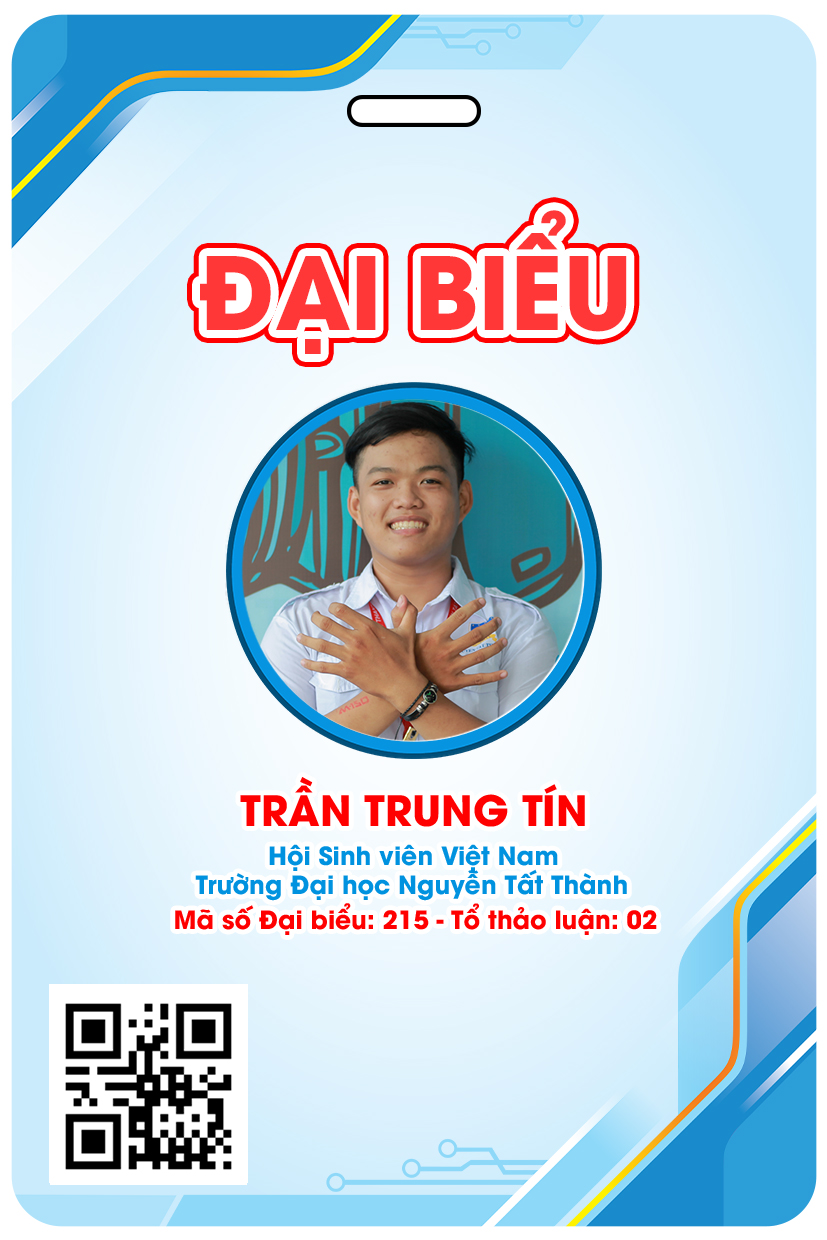 ĐẠI BIỂU
TRẦN TRUNG TÍN
Hội Sinh viên Việt Nam
Trường Đại học Nguyễn Tất Thành
Mã số Đại biểu: 215 - Tổ thảo luận: 02